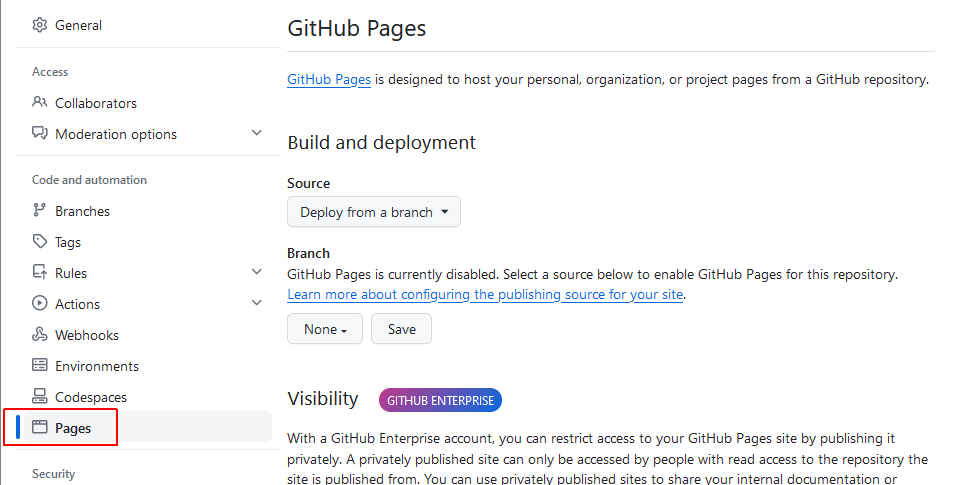 General
Access
Collaborators
Moderation options
Code and automation
Branches
Tags
Rules
Actions
Webhooks
Environments
Codespaces
Pages
Security
GitHub Pages
GitHub Pages is designed to host your personal, organization, or project pages from a GitHub repository.
Build and deployment
Source
Deploy from a branch
Branch
GitHub Pages is currently disabled. Select a source below to enable GitHub Pages for this repository.
Learn more about configuring the publishing source for your site.
None
Save
Visibility
GITHUB ENTERPRISE
With a GitHub Enterprise account, you can restrict access to your GitHub Pages site by publishing it
privately. A privately published site can only be accessed by people with read access to the repository the
site is published from. You can use privately published sites to share your internal documentation or